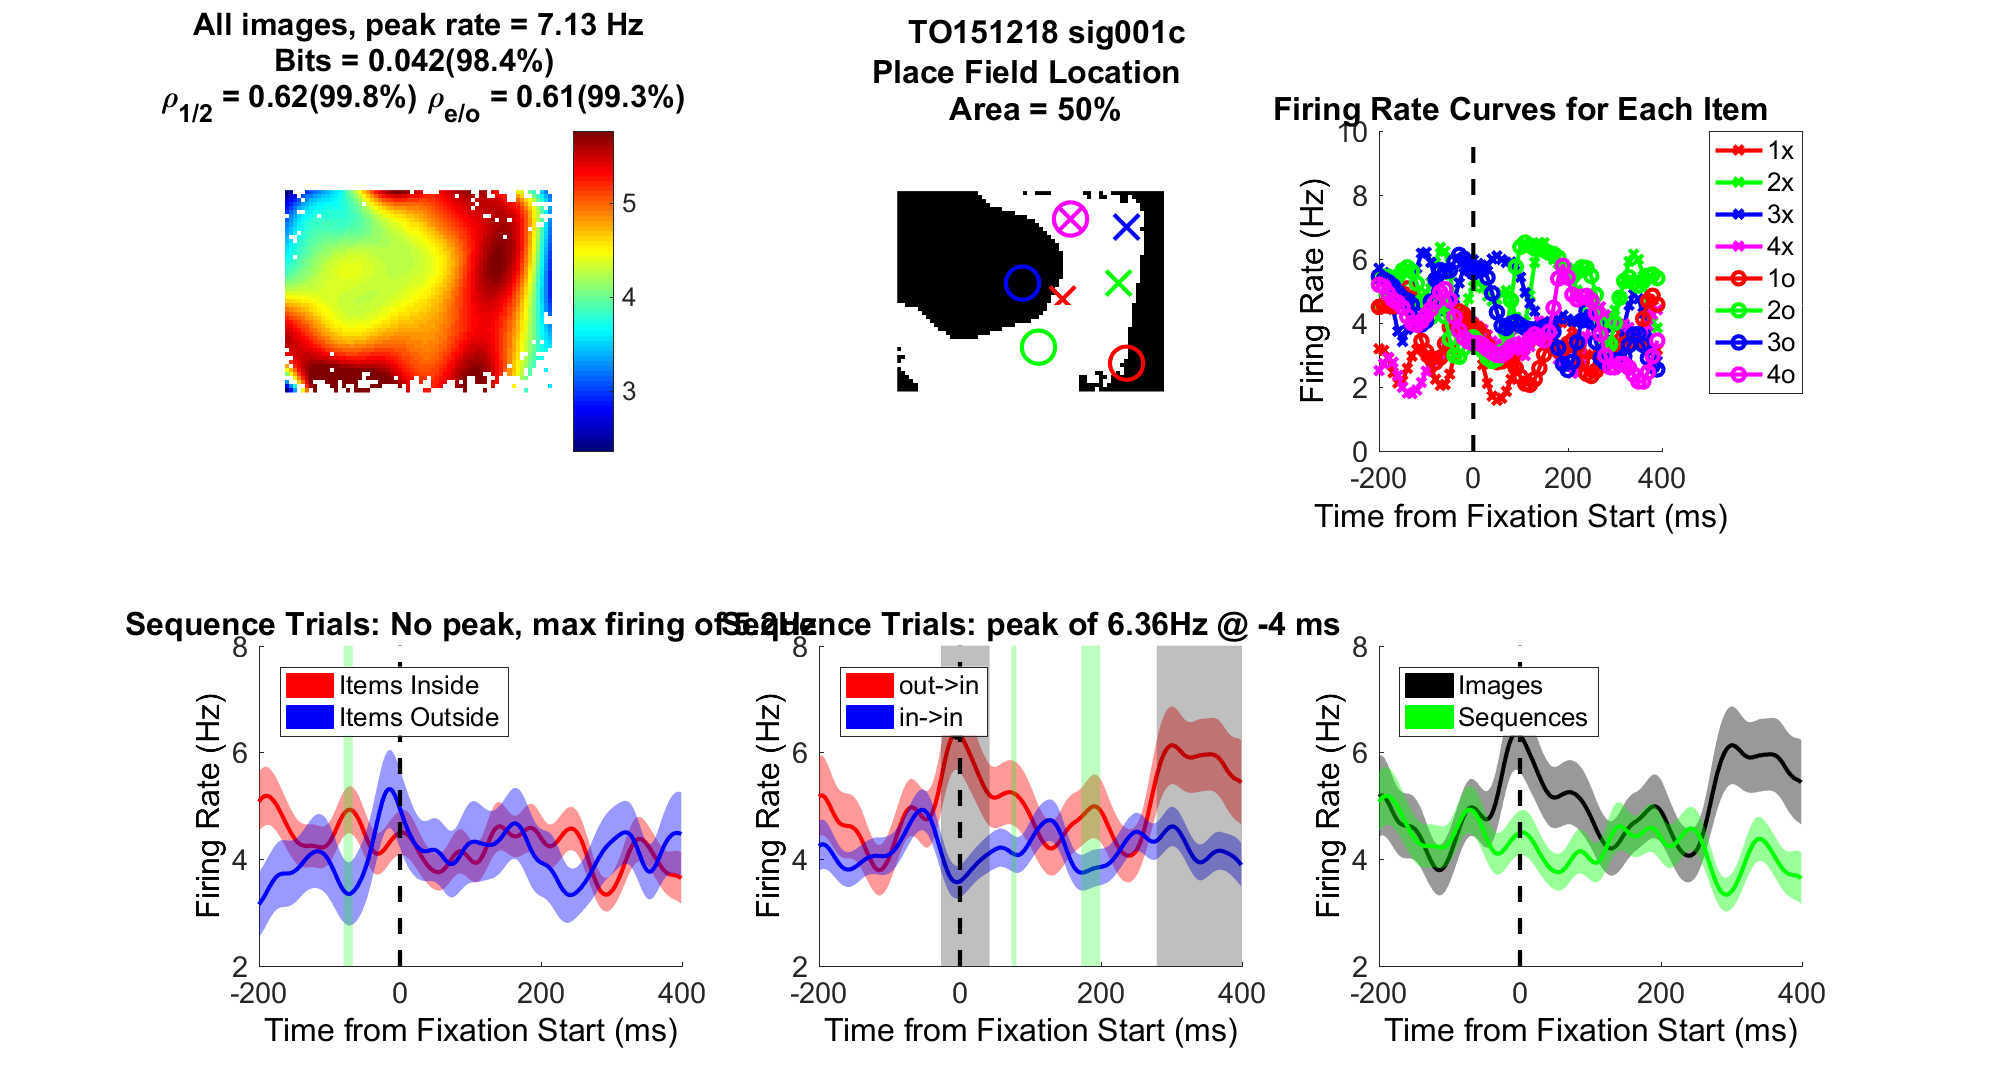 All images, peak rate = 7.13 Hz
Bits = 0.042(98.4%)
ρ1/2 = 0.62(99.8%) ρe/o = 0.61(99.3%)
5
4
3
TO151218 sig001c
Place Field Location
Area = 50%
Firing Rate Curves for Each Item
10
8
6
4
2
0
-200
0
200
400
Firing Rate (Hz)
Time from Fixation Start (ms)
1x
2x
3x
4x
1o
2o
3o
4o
Sequence Trials: No peak, max firing of 5.2Hz
8
6
4
2
-200
0
200
400
Firing Rate (Hz)
Time from Fixation Start (ms)
Items Inside
Items Outside
Sequence Trials: peak of 6.36Hz @ -4 ms
8
6
4
2
-200
0
200
400
Firing Rate (Hz)
Time from Fixation Start (ms)
out->in
in->in
8
6
4
2
-200
0
200
400
Firing Rate (Hz)
Time from Fixation Start (ms)
Images
Sequences